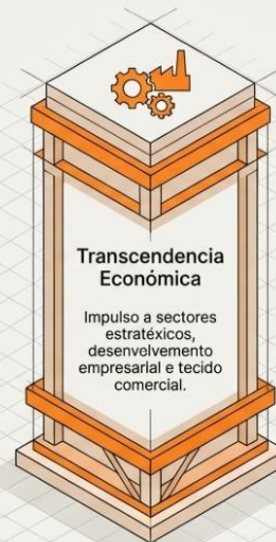 Transcendencia
Económica
Impulso a sectores
estratéxicos,
desenvolvemento
empresarial e tecido
comercial.